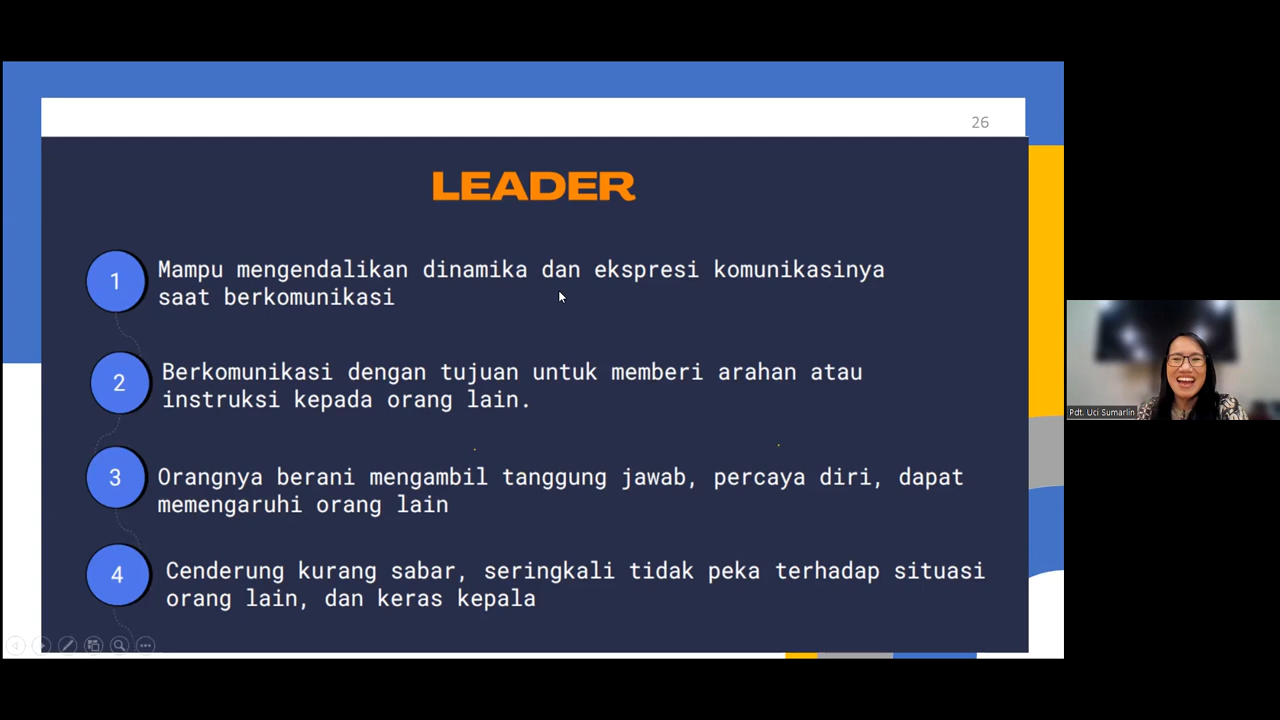 26
LEADER
1
Mampu mengendalikan dinamika dan ekspresi komunikasinya
saat berkomunikasi
2
Berkomunikasi dengan tujuan untuk memberi arahan atau
instruksi kepada orang lain.
3
Orangnya berani mengambil tanggung jawab, percaya diri, dapat
memengaruhi orang lain
4
Cenderung kurang sabar, seringkali tidak peka terhadap situasi
orang lain, dan keras kepala
Pdt. Uci Sumarlin